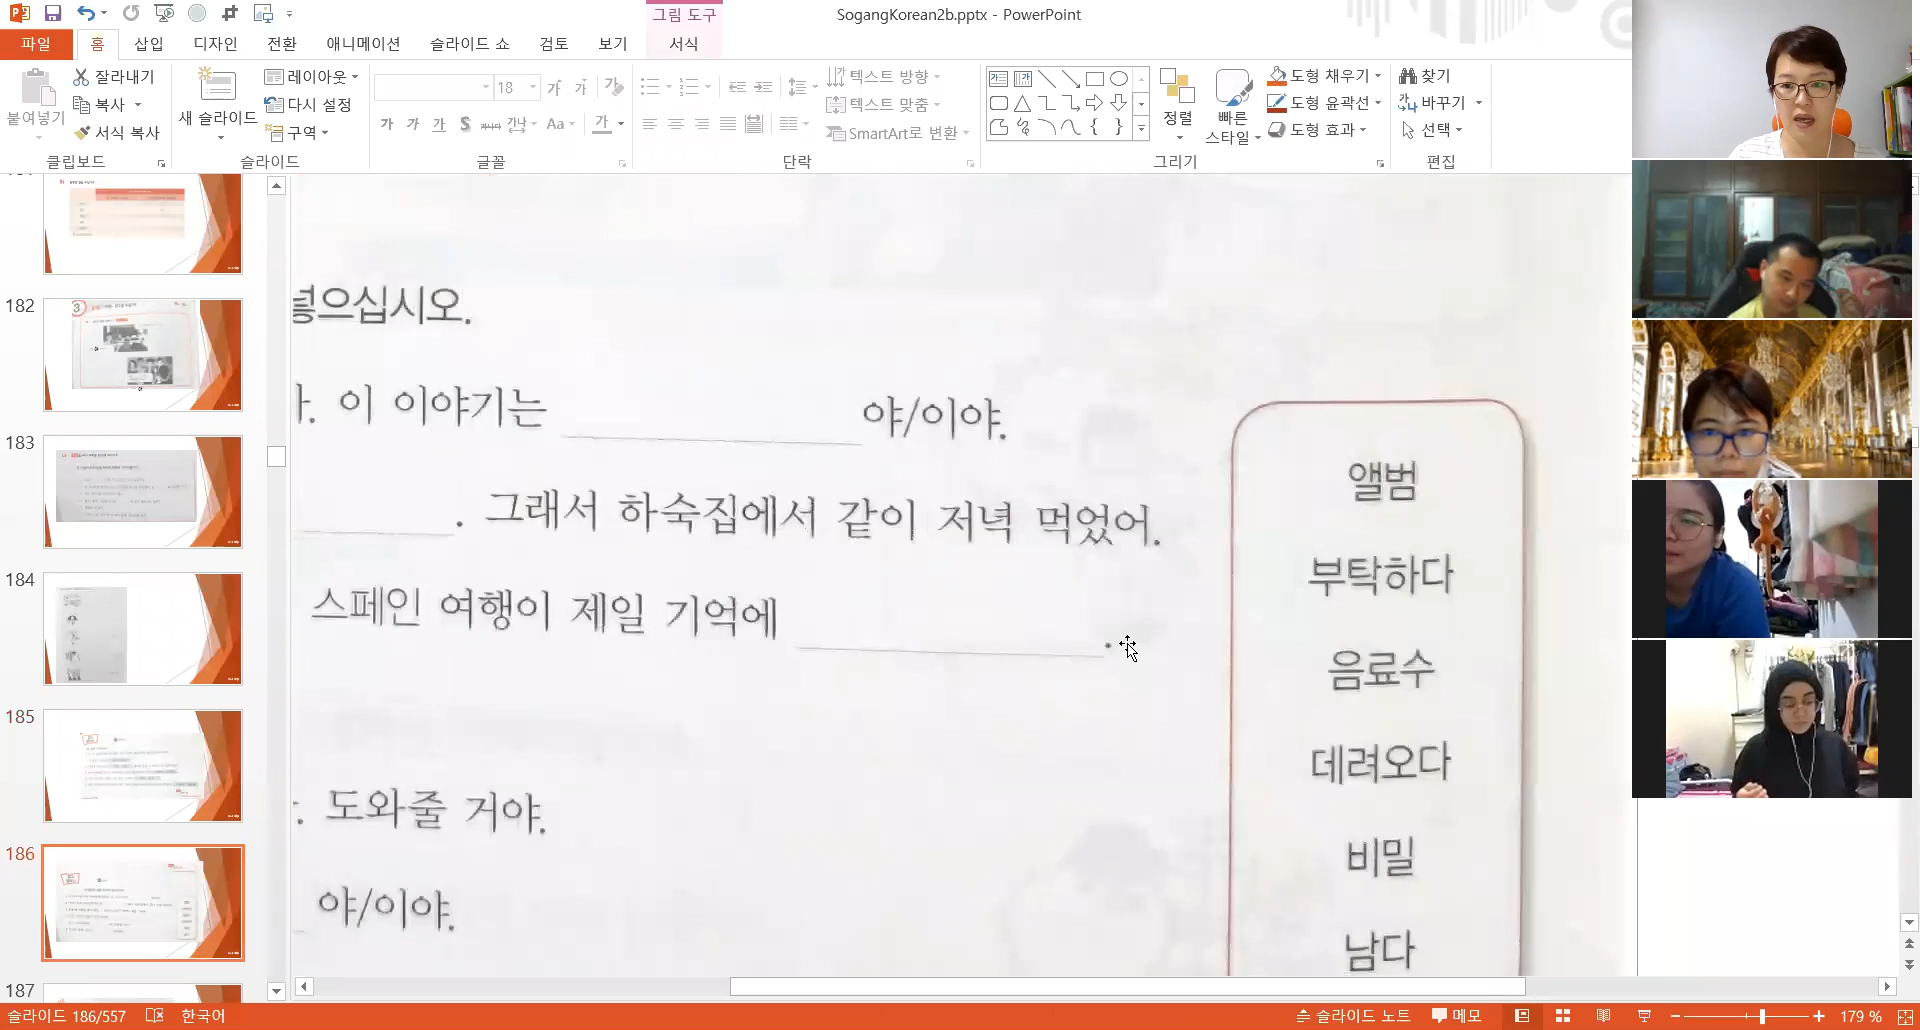 SogangKorean2b.pptx - PowerPoint
그림 도구
파일 홈 삽입 디자인 전환 애니메이션 슬라이드 쇼 검토 보기 서식
붙여넣기
잘라내기
복사
서식 복사
클립보드
새 슬라이드
레이아웃
다시 설정
구역
슬라이드
18
가 가 가 S 간 Aa 가
글꼴
텍스트 방향
텍스트 맞춤
SmartArt로 변환
단락
정렬
빠른 스타일
도형 채우기
도형 윤곽선
도형 효과
그리기
찾기
바꾸기
선택
편집
182
183
184
185
186
187
넣으십시오.
이 이야기는 야/이야.
. 그래서 하숙집에서 같이 저녁 먹었어.
스페인 여행이 제일 기억에 .
도와줄 거야.
야/이야.
앨범
부탁하다
음료수
데려오다
비밀
남다
슬라이드 186/557 한국어
슬라이드 노트 메모 179 %